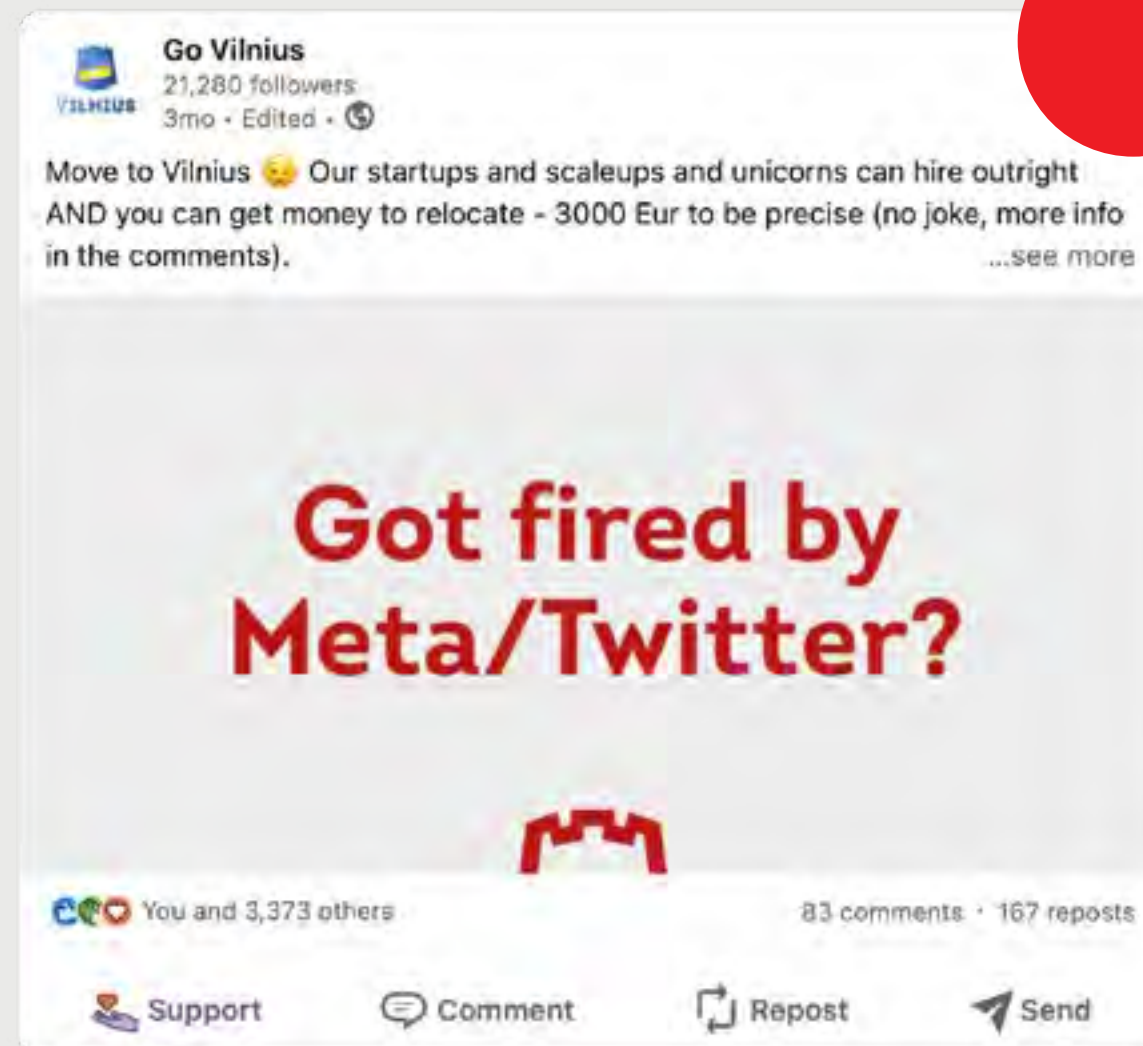 Go Vilnius
21,280 followers
VILNIUS
3mo • Edited •
Move to Vilnius 😉 Our startups and scaleups and unicorns can hire outright
AND you can get money to relocate - 3000 Eur to be precise (no joke, more info
in the comments). ...see more
Got fired by
Meta/Twitter?
You and 3,373 others 83 comments • 167 reposts
Support Comment Repost Send